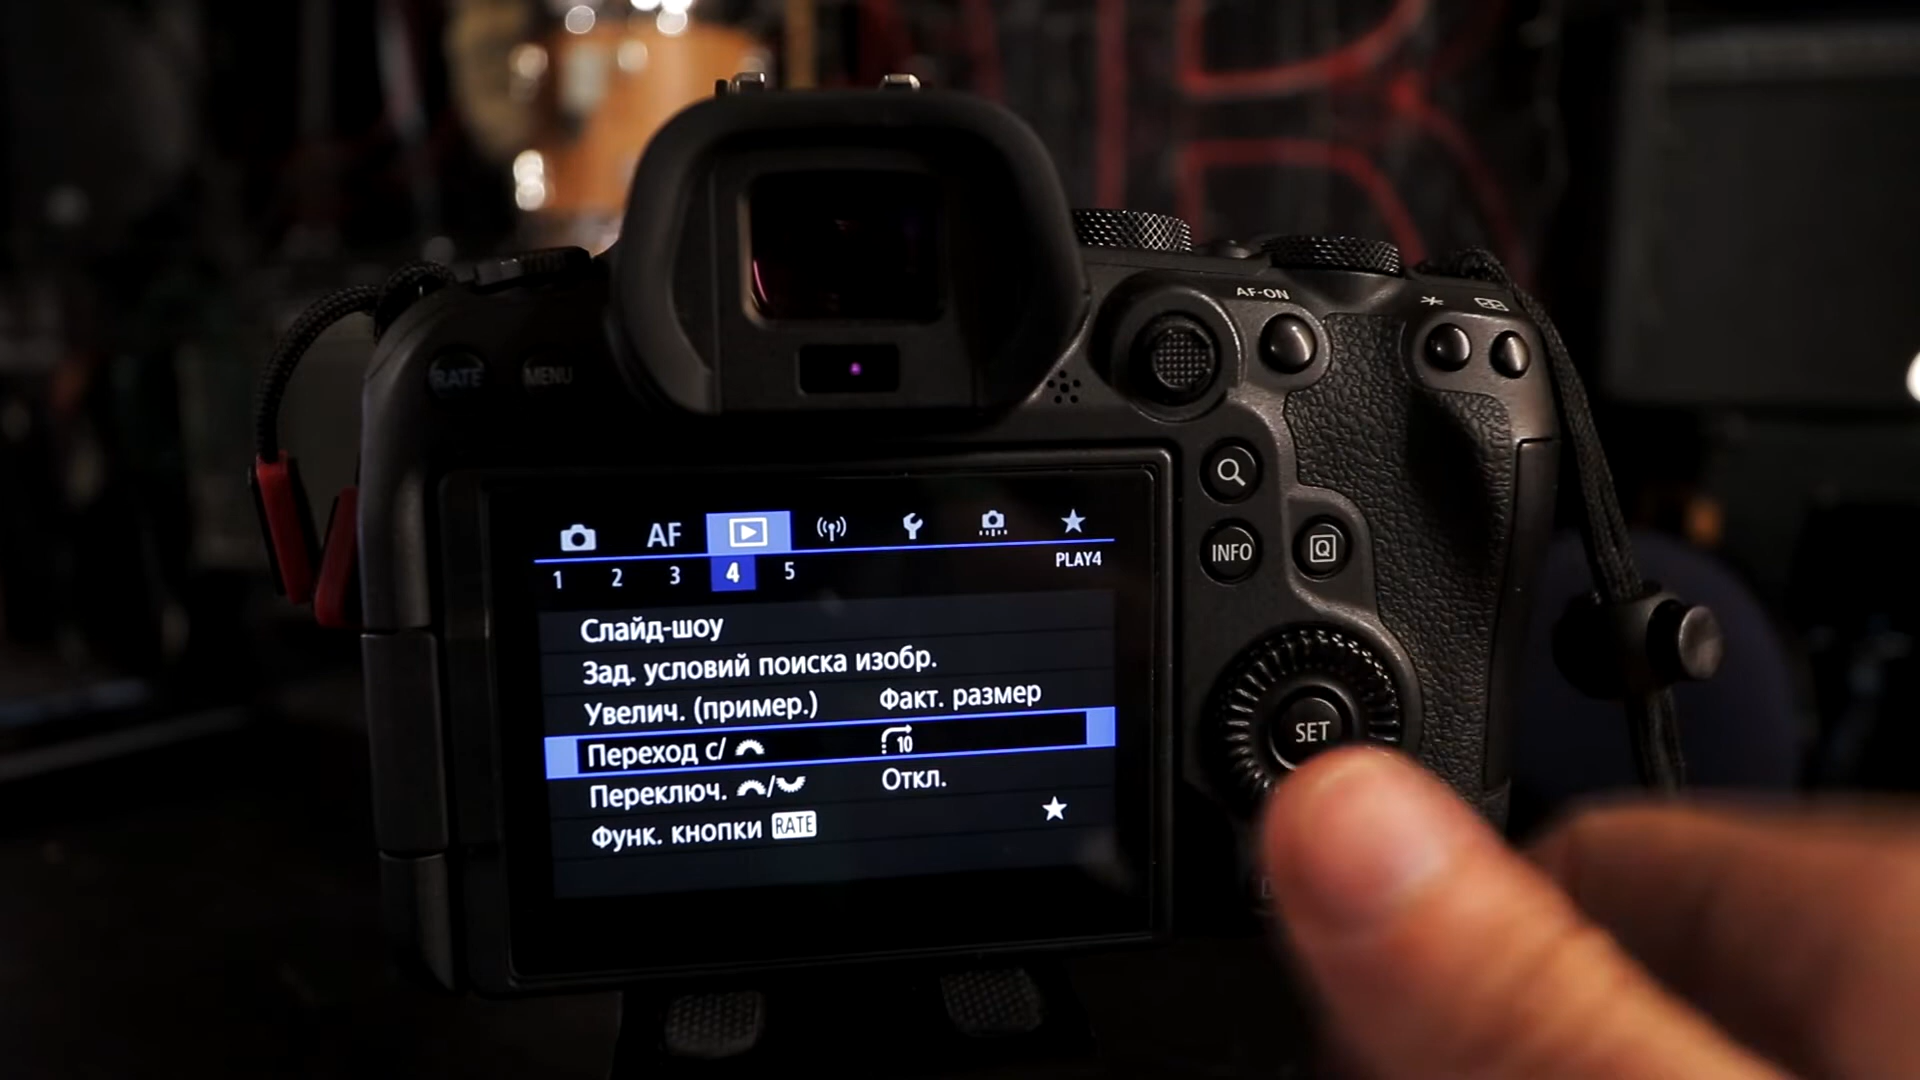 AF-ON
RATE MENU
INFO Q
AF
1 2 3 4 5 PLAY4
Слайд-шоу
Зад. условий поиска изобр.
Увелич. (пример.) Факт. размер
Переход с/ 10
Переключ. / Откл.
Функ. кнопки RATE
SET